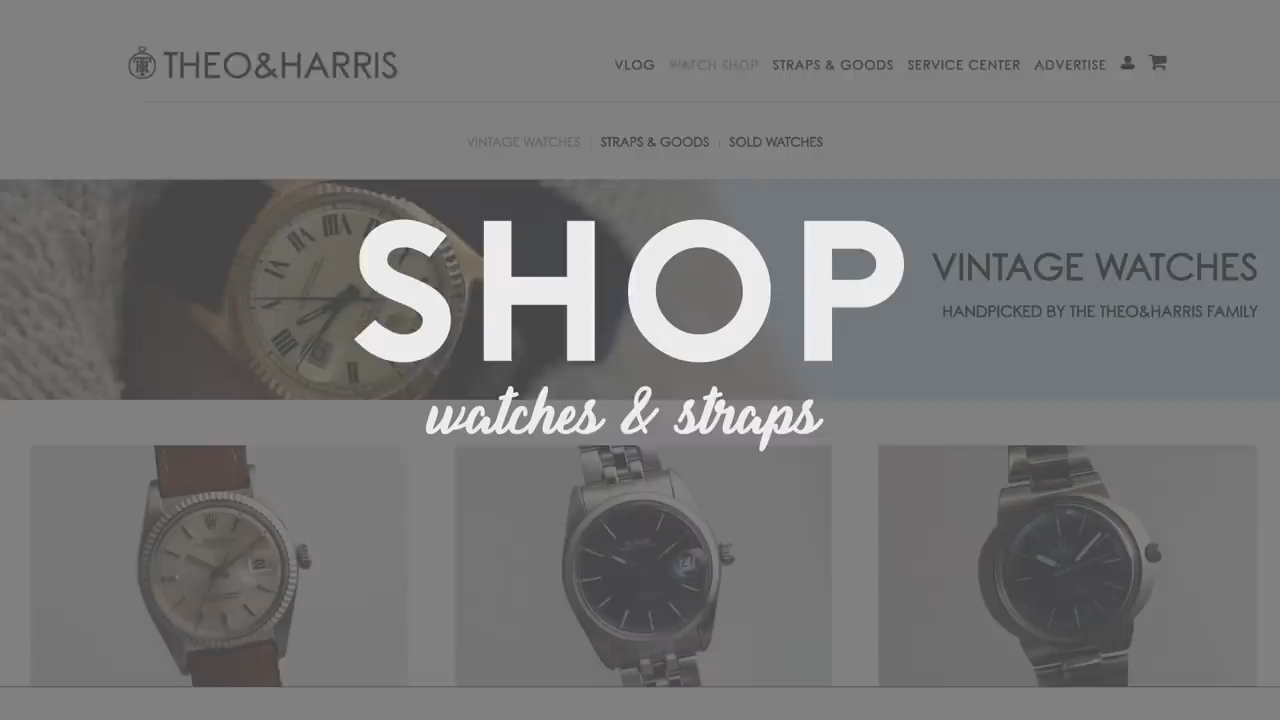 THEO&HARRIS
VLOG WATCH SHOP STRAPS & GOODS SERVICE CENTER ADVERTISE
VINTAGE WATCHES | STRAPS & GOODS | SOLD WATCHES
SHOP
watches & straps
VINTAGE WATCHES
HANDPICKED BY THE THEO&HARRIS FAMILY
27